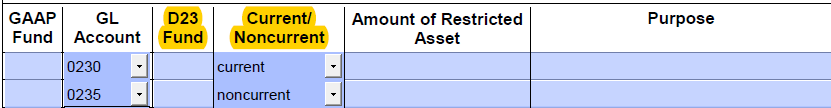 GAAP Fund GL Account D23 Fund Current/ Noncurrent Amount of Restricted Asset Purpose
0230 current
0235 noncurrent